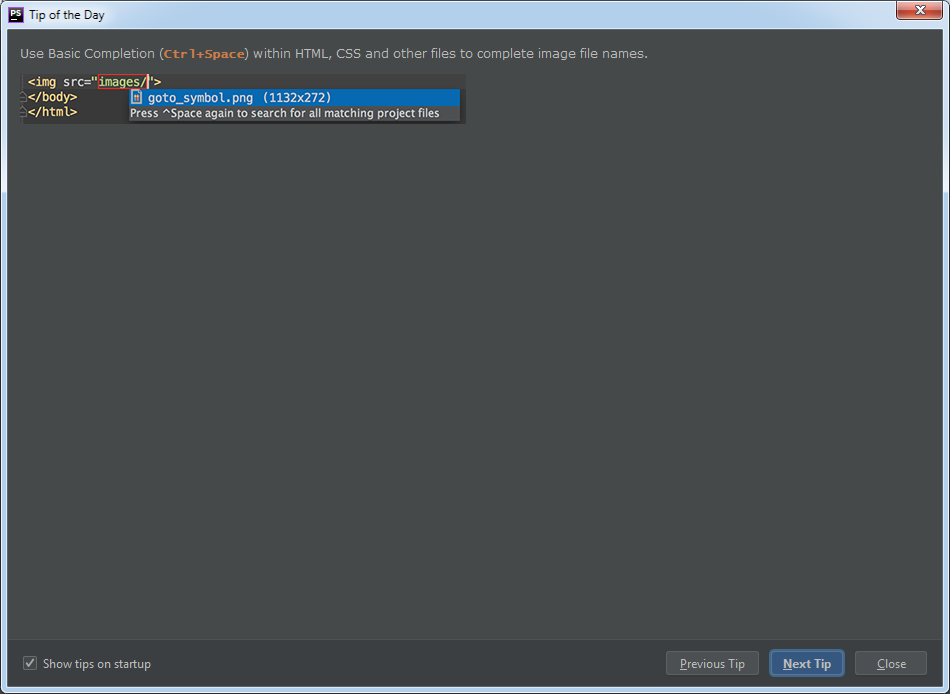 PS Tip of the Day
Use Basic Completion (Ctrl+Space) within HTML, CSS and other files to complete image file names.
<img src="images/">
</body>
goto_symbol.png (1132x272)
</html>
Press ^Space again to search for all matching project files
Show tips on startup
Previous Tip
Next Tip
Close